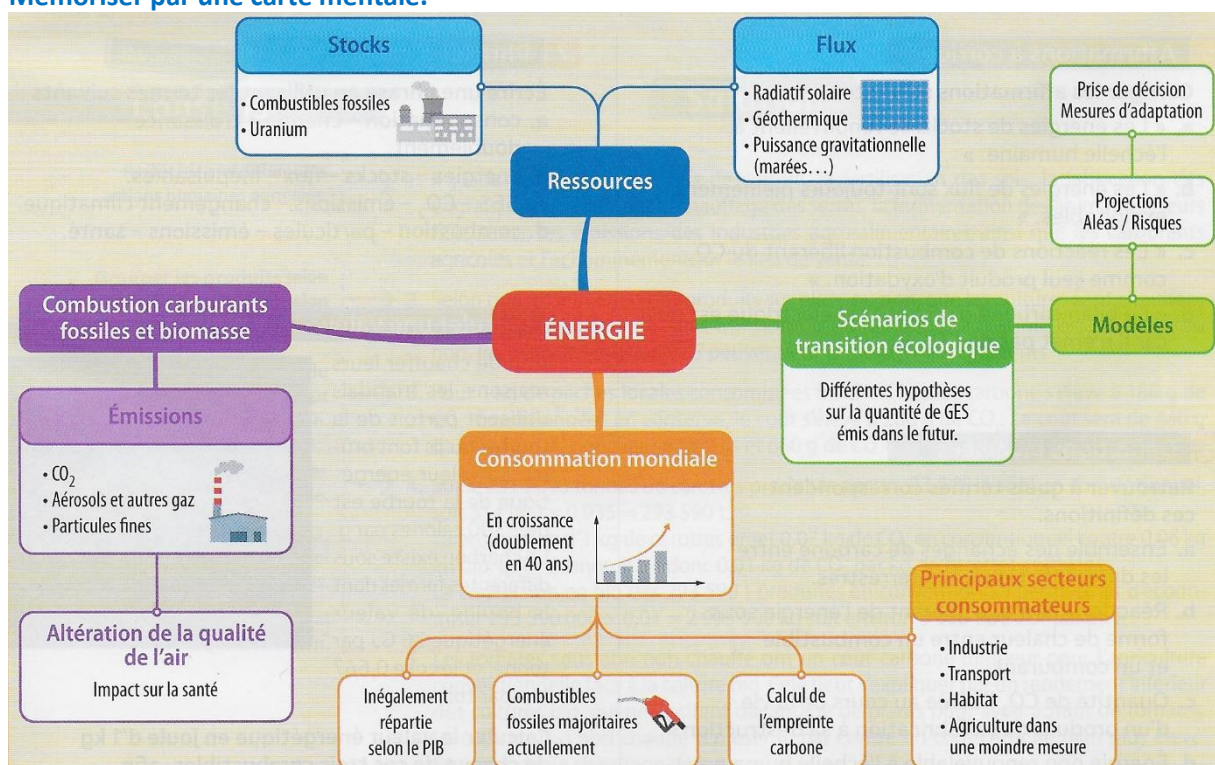 Mémoriser par une carte mentale:
Stocks
• Combustibles fossiles
• Uranium
Flux
• Radiatif solaire
• Géothermique
• Puissance gravitationnelle
(marées…)
Ressources
Prise de décision
Mesures d'adaptation
Projections
Aléas / Risques
Modèles
Combustion carburants
fossiles et biomasse
ÉNERGIE
Scénarios de
transition écologique
Différentes hypothèses
sur la quantité de GES
émis dans le futur.
Émissions
• CO₂
• Aérosols et autres gaz
• Particules fines
Altération de la qualité
de l'air
Impact sur la santé
Consommation mondiale
En croissance
(doublement
en 40 ans)
Inégalement
répartie
selon le PIB
Combustibles
fossiles majoritaires
actuellement
Calcul de
l'empreinte
carbone
Principaux secteurs
consommateurs
• Industrie
• Transport
• Habitat
• Agriculture dans
une moindre mesure